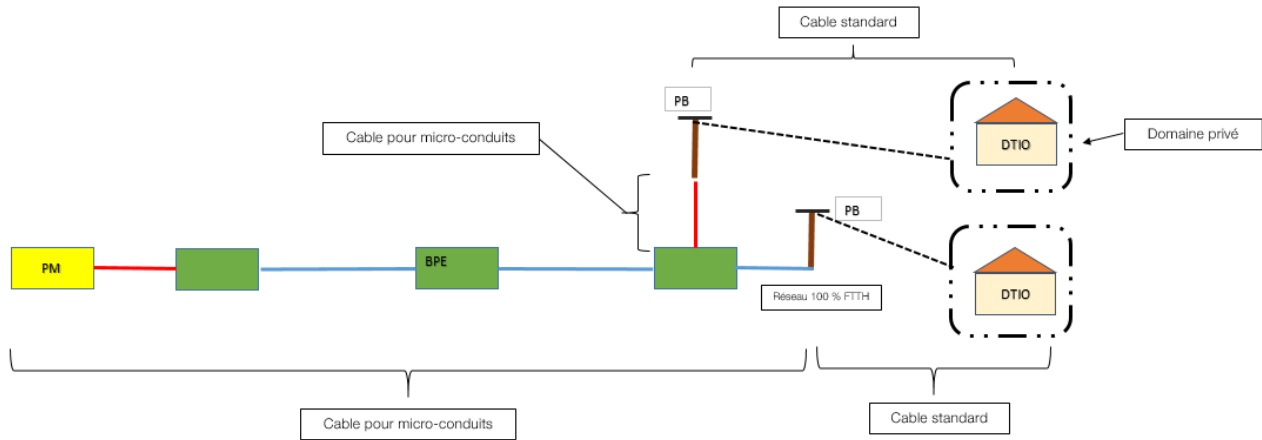 Cable standard
PB
Cable pour micro-conduits
DTIO
Domaine privé
PB
PM
BPE
DTIO
Réseau 100 % FTTH
Cable pour micro-conduits
Cable standard